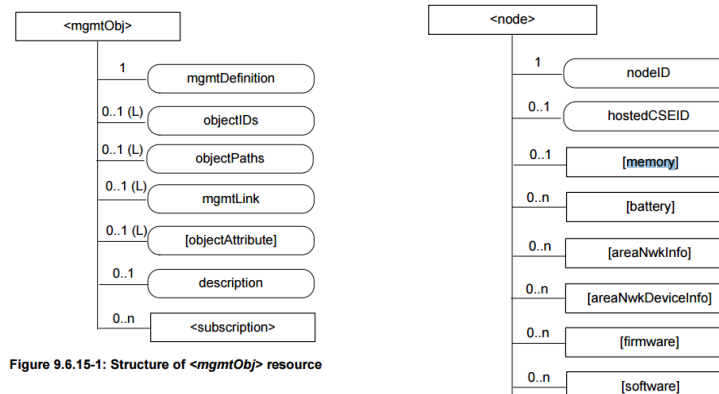 <mgmtObj>
1
mgmtDefinition
0..1 (L)
objectIDs
0..1 (L)
objectPaths
0..1 (L)
mgmtLink
0..1 (L)
[objectAttribute]
0..1
description
0..n
<subscription>
Figure 9.6.15-1: Structure of <mgmtObj> resource
<node>
1
nodeID
0..1
hostedCSEID
0..1
[memory]
0..n
[battery]
0..n
[areaNwkInfo]
0..n
[areaNwkDeviceInfo]
0..n
[firmware]
0..n
[software]